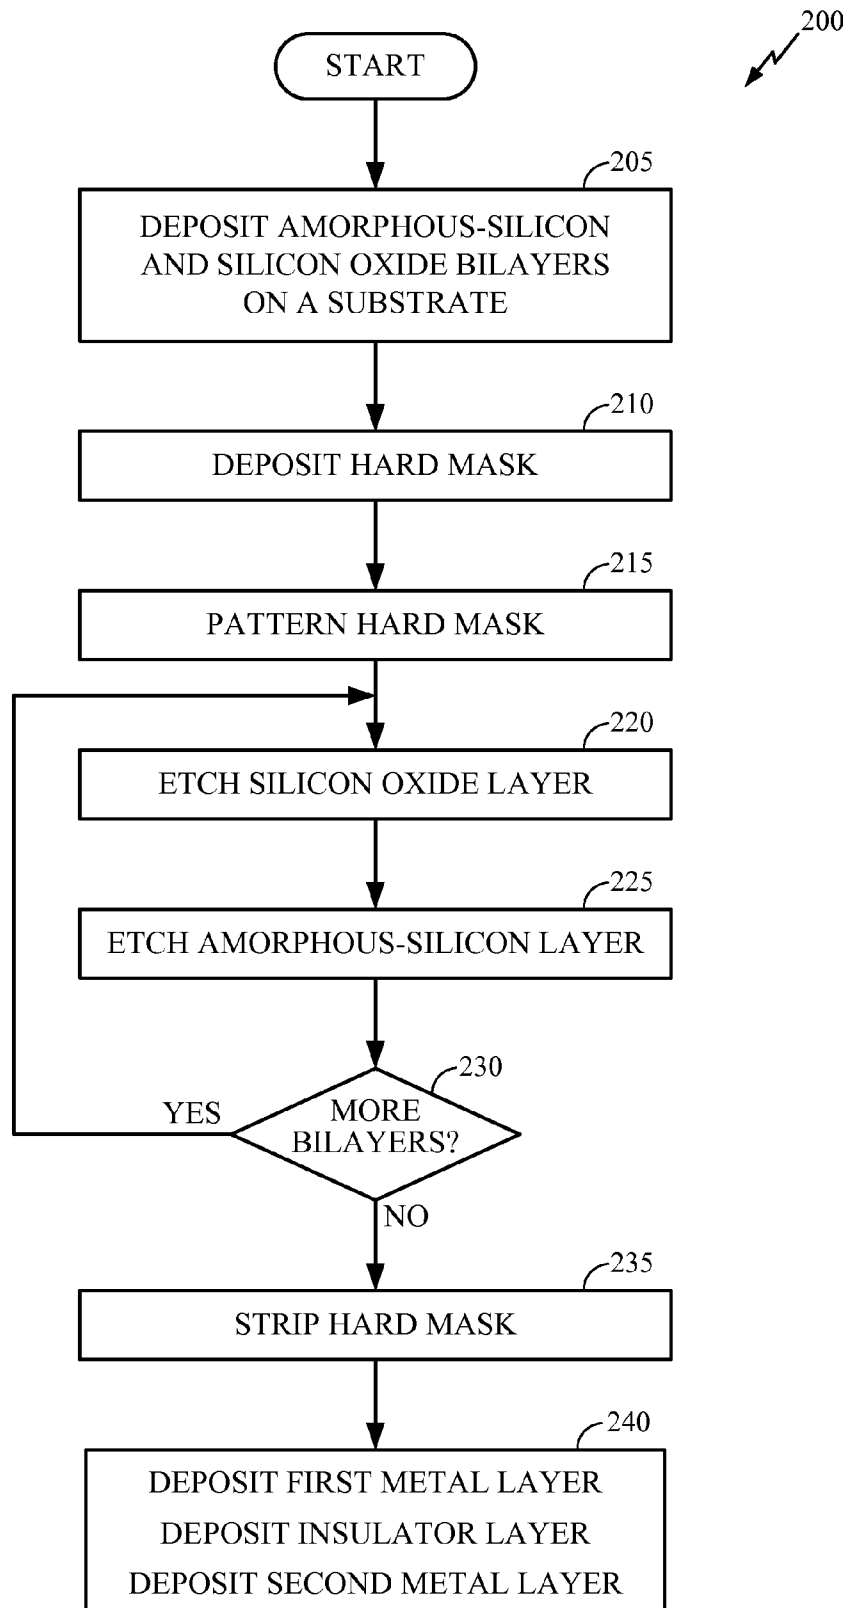 200
START
205
DEPOSIT AMORPHOUS-SILICON
AND SILICON OXIDE BILAYERS
ON A SUBSTRATE
210
DEPOSIT HARD MASK
215
PATTERN HARD MASK
220
ETCH SILICON OXIDE LAYER
225
ETCH AMORPHOUS-SILICON LAYER
230
YES
MORE
BILAYERS?
NO
235
STRIP HARD MASK
240
DEPOSIT FIRST METAL LAYER
DEPOSIT INSULATOR LAYER
DEPOSIT SECOND METAL LAYER